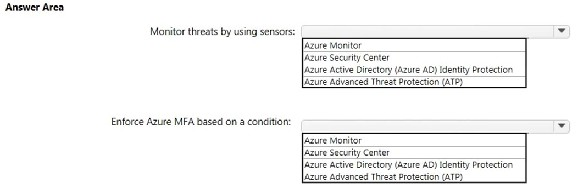 Answer Area
Monitor threats by using sensors:
Azure Monitor
Azure Security Center
Azure Active Directory (Azure AD) Identity Protection
Azure Advanced Threat Protection (ATP)
Enforce Azure MFA based on a condition:
Azure Monitor
Azure Security Center
Azure Active Directory (Azure AD) Identity Protection
Azure Advanced Threat Protection (ATP)